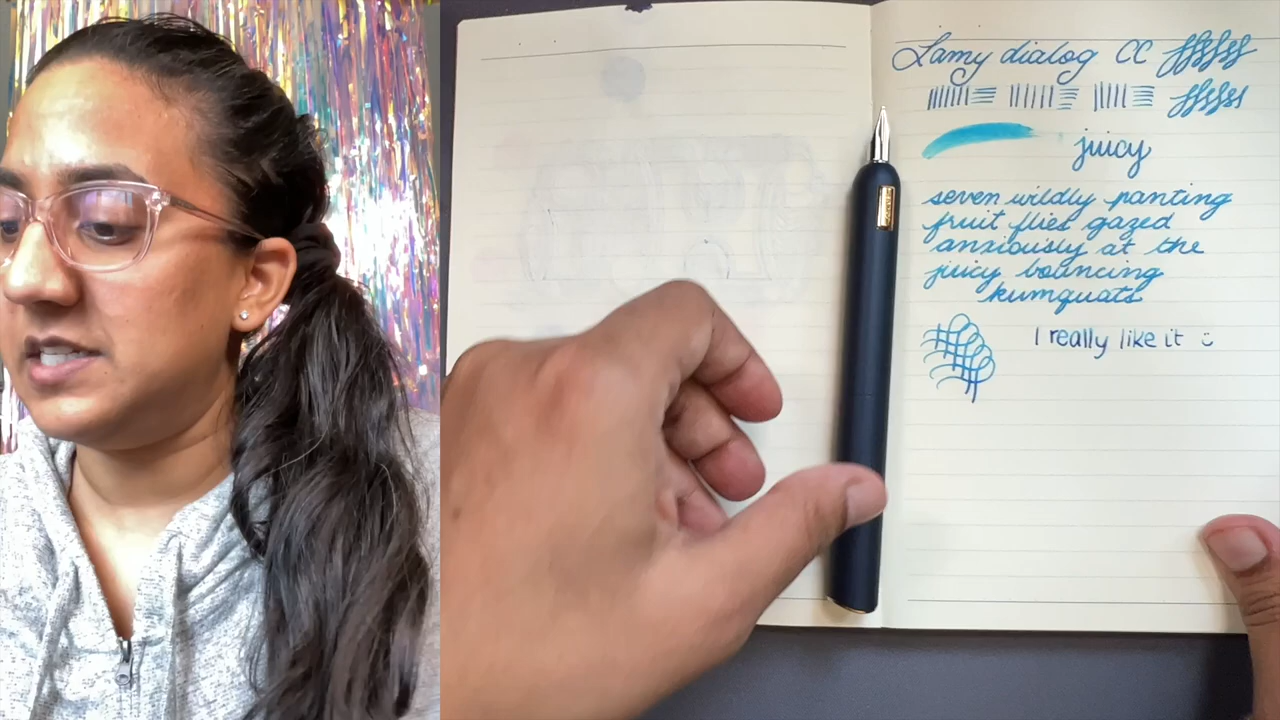 Lamy dialog CC
juicy
seven wildly panting
fruit flies gazed
anxiously at the
juicy bouncing
kumquats
I really like it :)